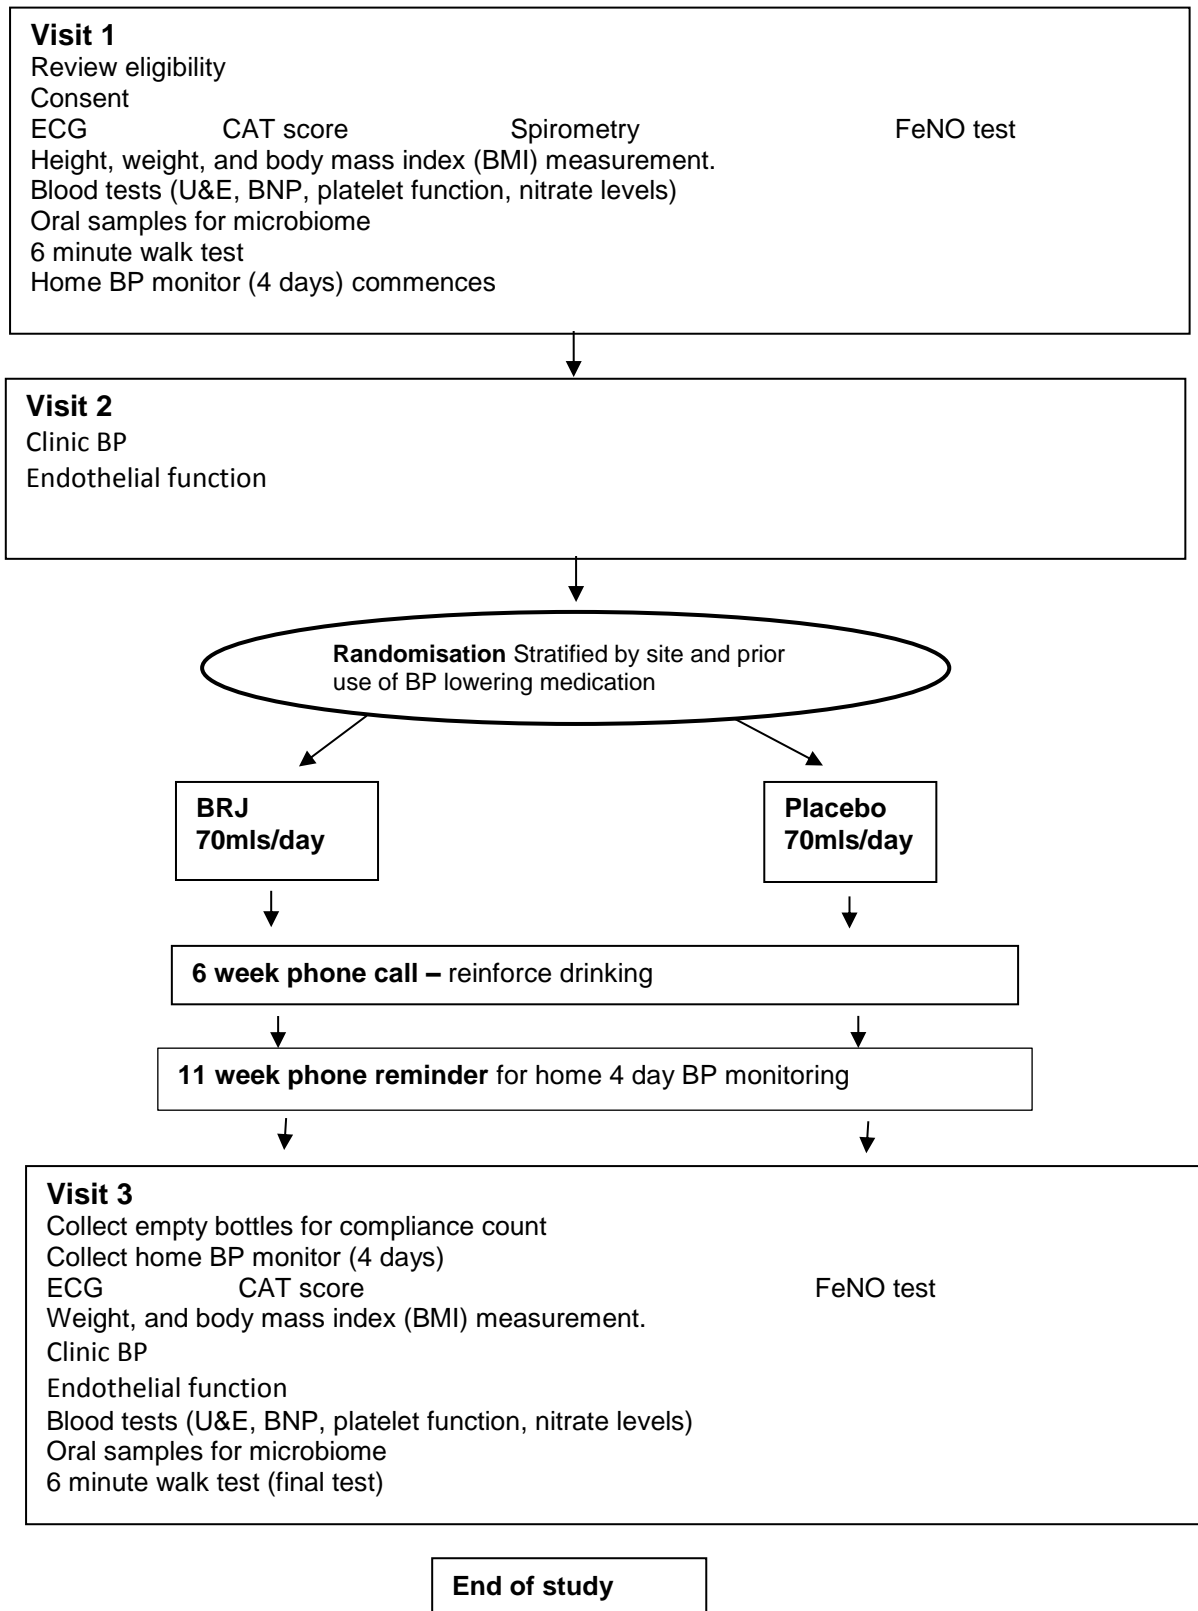 Visit 1
Review eligibility
Consent
ECG CAT score Spirometry FeNO test
Height, weight, and body mass index (BMI) measurement.
Blood tests (U&E, BNP, platelet function, nitrate levels)
Oral samples for microbiome
6 minute walk test
Home BP monitor (4 days) commences
Visit 2
Clinic BP
Endothelial function
Randomisation Stratified by site and prior
use of BP lowering medication
BRJ
70mls/day
Placebo
70mls/day
6 week phone call – reinforce drinking
11 week phone reminder for home 4 day BP monitoring
Visit 3
Collect empty bottles for compliance count
Collect home BP monitor (4 days)
ECG CAT score FeNO test
Weight, and body mass index (BMI) measurement.
Clinic BP
Endothelial function
Blood tests (U&E, BNP, platelet function, nitrate levels)
Oral samples for microbiome
6 minute walk test (final test)
End of study